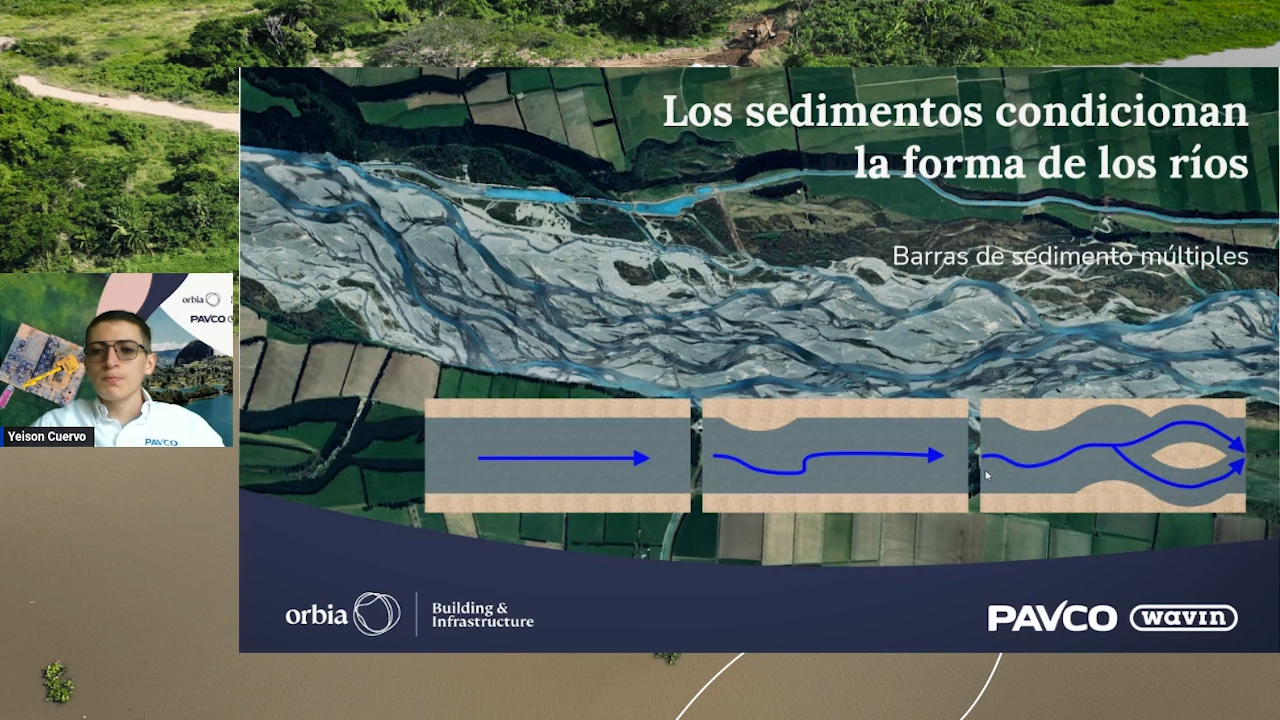 Los sedimentos condicionan
la forma de los ríos
Barras de sedimento múltiples
orbia
PAVCO
Yeison Cuervo
PAVCO
orbia
Building &
Infrastructure
PAVCO wavin